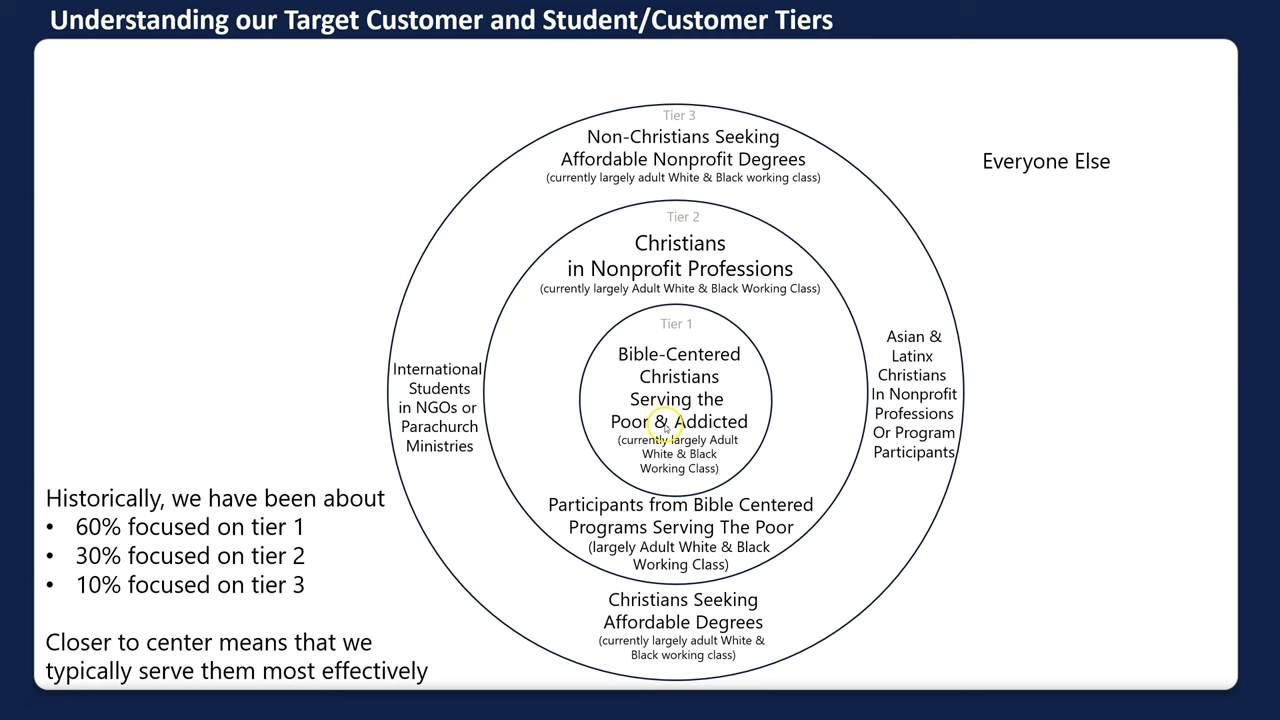 Understanding our Target Customer and Student/Customer Tiers
Tier 3
Non-Christians Seeking
Affordable Nonprofit Degrees
(currently largely adult White & Black working class)
Everyone Else
Tier 2
Christians
in Nonprofit Professions
(currently largely Adult White & Black Working Class)
Tier 1
Bible-Centered
Christians
Serving the
Poor & Addicted
(currently largely Adult
White & Black
Working Class)
International
Students
in NGOs or
Parachurch
Ministries
Asian &
Latinx
Christians
In Nonprofit
Professions
Or Program
Participants
Participants from Bible Centered
Programs Serving The Poor
(largely Adult White & Black
Working Class)
Christians Seeking
Affordable Degrees
(currently largely adult White &
Black working class)
Historically, we have been about
• 60% focused on tier 1
• 30% focused on tier 2
• 10% focused on tier 3
Closer to center means that we
typically serve them most effectively